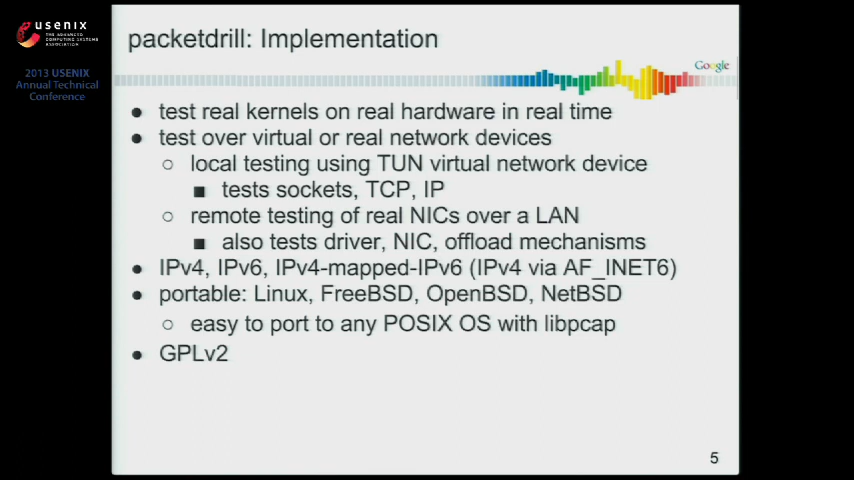 usenix
THE ADVANCED
COMPUTING SYSTEMS
ASSOCIATION
2013 USENIX
Annual Technical
Conference
packetdrill: Implementation
Google
● test real kernels on real hardware in real time
● test over virtual or real network devices
○ local testing using TUN virtual network device
■ tests sockets, TCP, IP
○ remote testing of real NICs over a LAN
■ also tests driver, NIC, offload mechanisms
● IPv4, IPv6, IPv4-mapped-IPv6 (IPv4 via AF_INET6)
● portable: Linux, FreeBSD, OpenBSD, NetBSD
○ easy to port to any POSIX OS with libpcap
● GPLv2
5